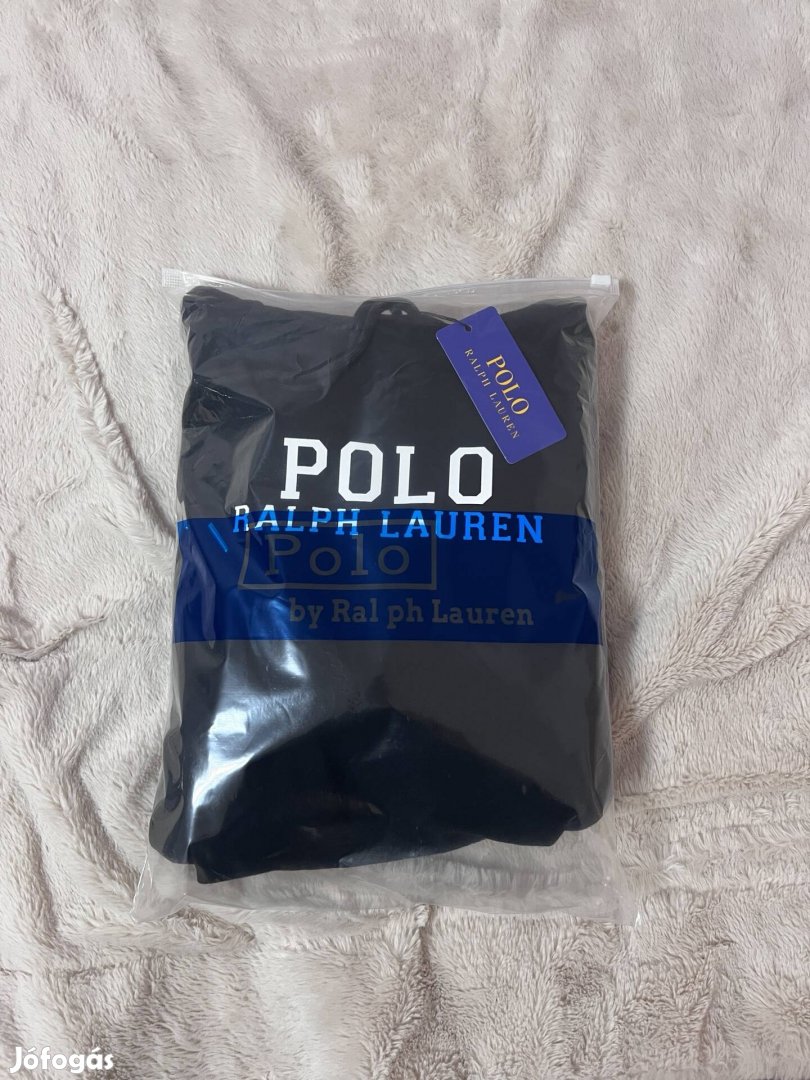 POLO
RALPH LAUREN
POLO
RALPH LAUREN
Polo
by Ral ph Lauren
Jófogás